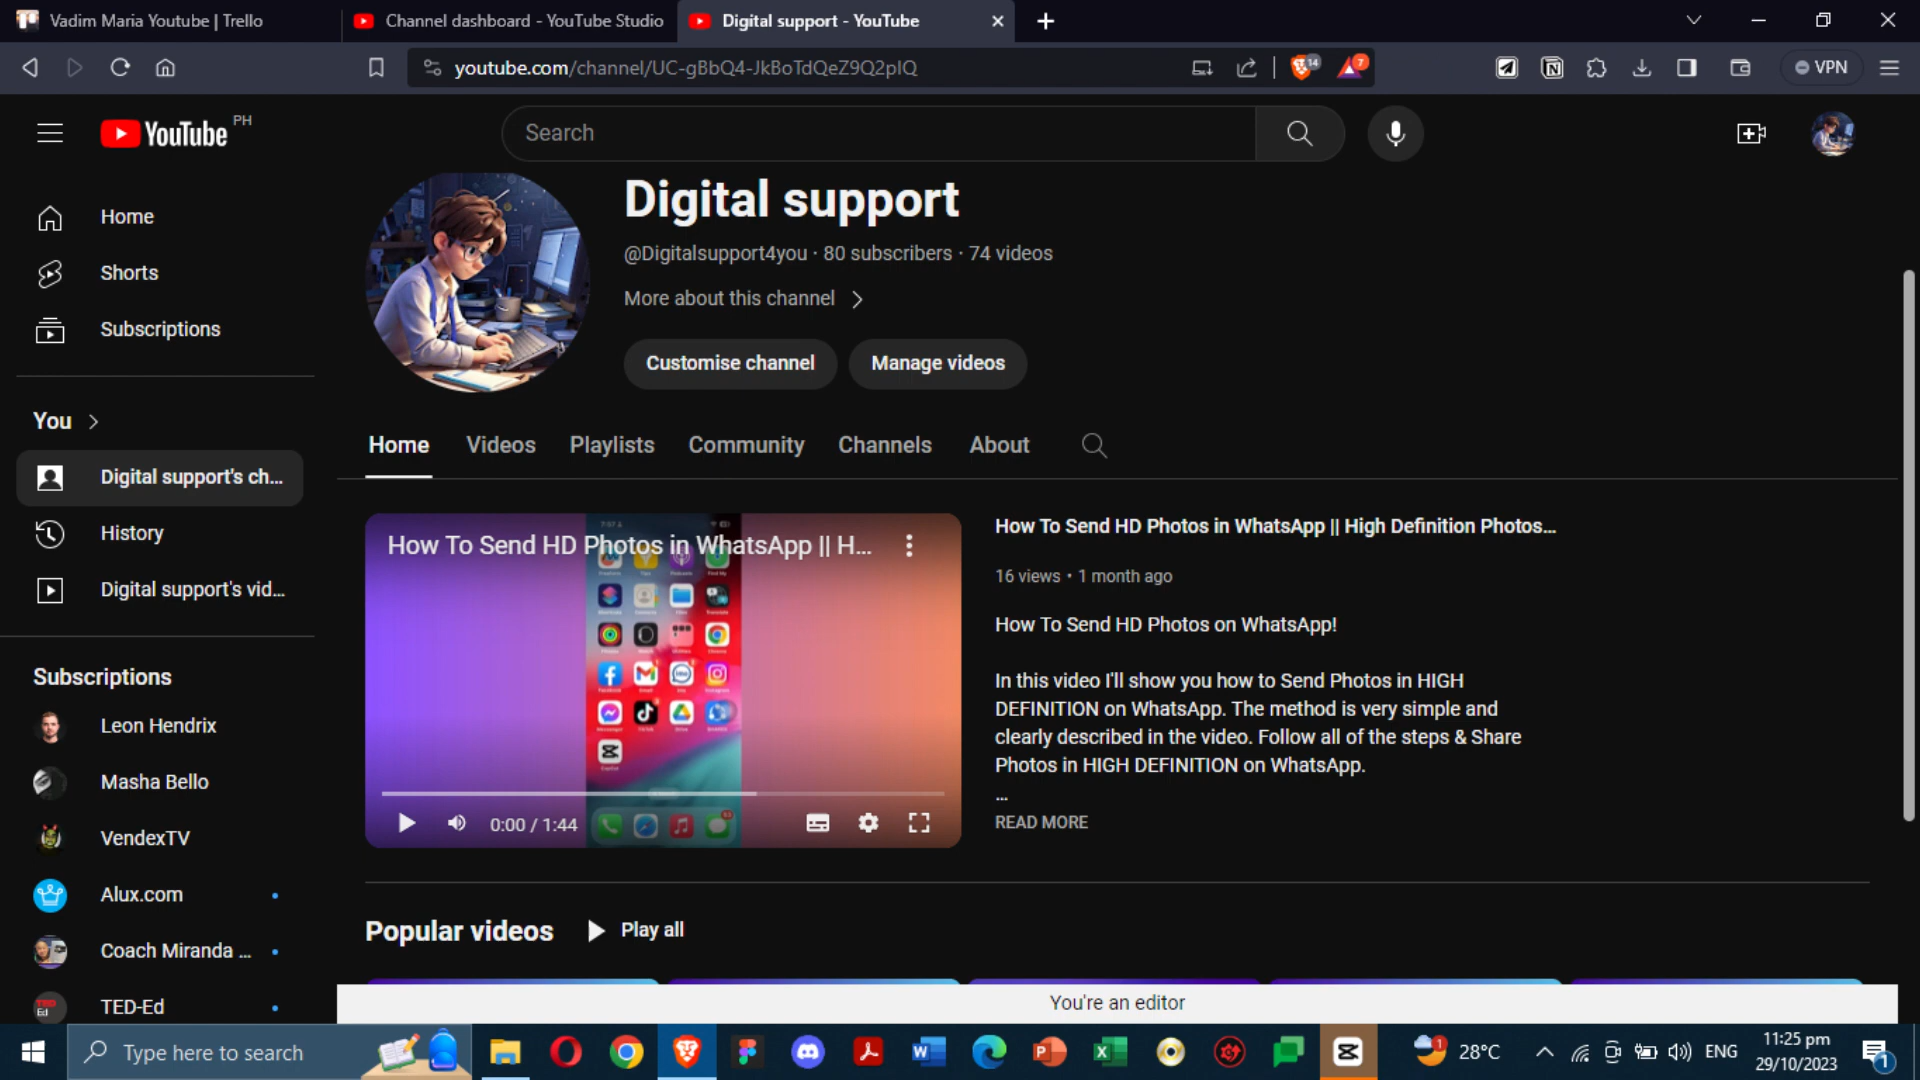 Vadim Maria Youtube | Trello
Channel dashboard - YouTube Studio
Digital support - YouTube
youtube.com/channel/UC-gBbQ4-JkBoTdQeZ9Q2pIQ
14
7
VPN
YouTube PH
Search
Home
Shorts
Subscriptions
You
Digital support's ch...
History
Digital support's vid...
Subscriptions
Leon Hendrix
Masha Bello
VendexTV
Alux.com
Coach Miranda ...
TED-Ed
Digital support
@Digitalsupport4you · 80 subscribers · 74 videos
More about this channel
Customise channel
Manage videos
Home
Videos
Playlists
Community
Channels
About
How To Send HD Photos in WhatsApp || H...
0:00 / 1:44
How To Send HD Photos in WhatsApp || High Definition Photos...
16 views • 1 month ago
How To Send HD Photos on WhatsApp!
In this video I'll show you how to Send Photos in HIGH
DEFINITION on WhatsApp. The method is very simple and
clearly described in the video. Follow all of the steps & Share
Photos in HIGH DEFINITION on WhatsApp.
...
READ MORE
Popular videos
Play all
You're an editor
Type here to search
28°C
ENG
11:25 pm
29/10/2023
1